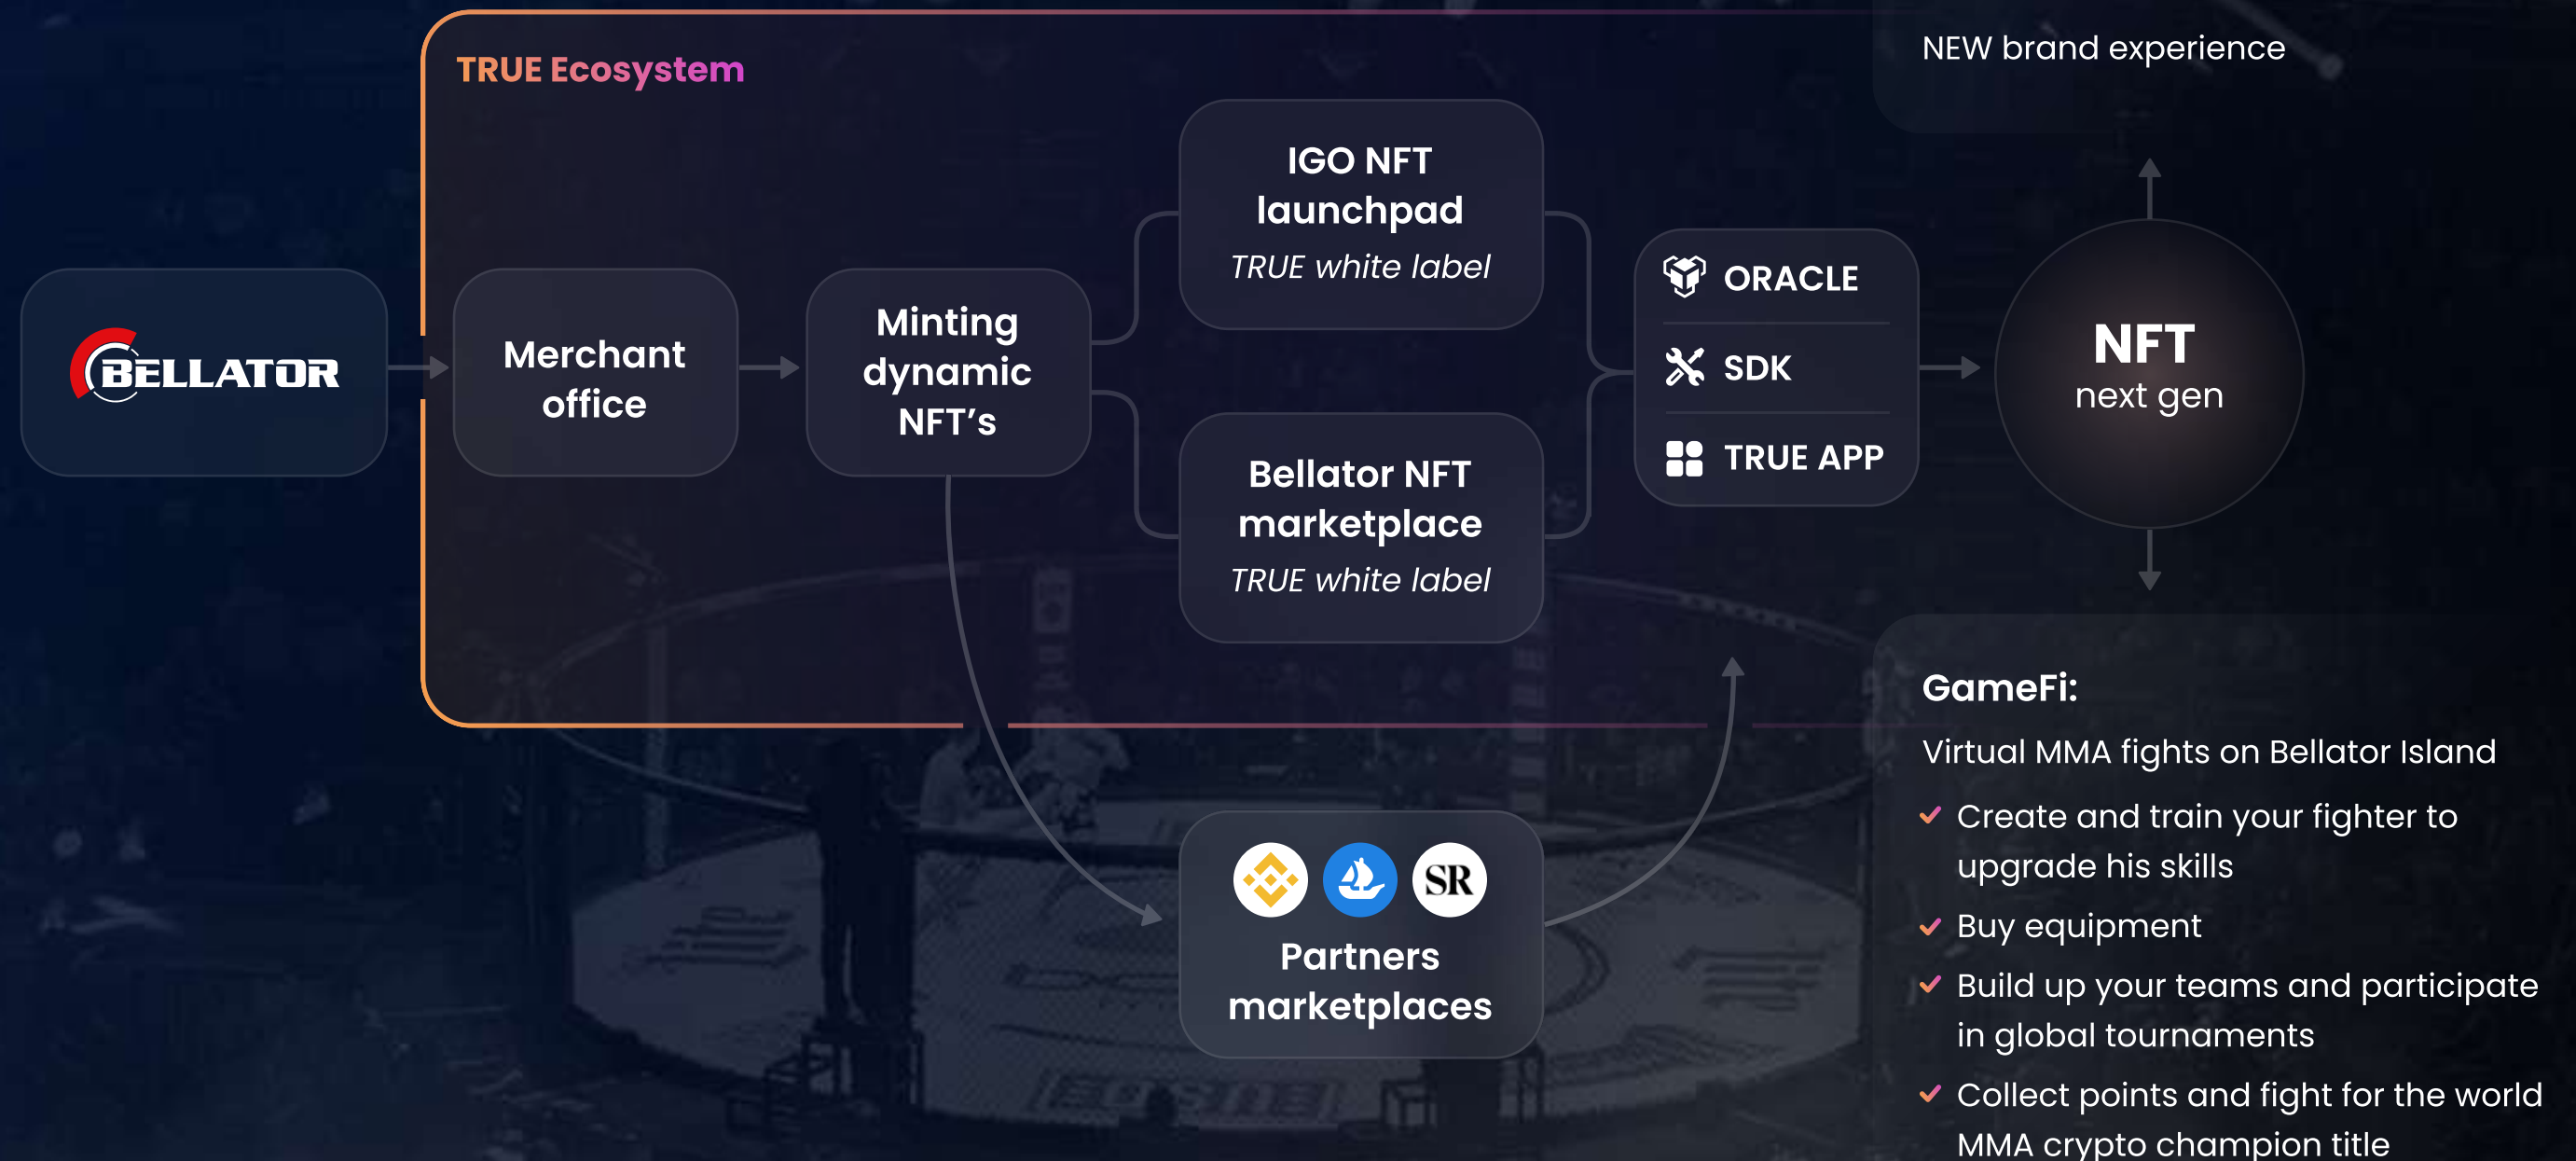 TRUE Ecosystem
NEW brand experience
BELLATOR
Merchant
office
Minting
dynamic
NFT’s
IGO NFT
launchpad
TRUE white label
Bellator NFT
marketplace
TRUE white label
ORACLE
SDK
TRUE APP
NFT
next gen
SR
Partners
marketplaces
GameFi:
Virtual MMA fights on Bellator Island
Create and train your fighter to
upgrade his skills
Buy equipment
Build up your teams and participate
in global tournaments
Collect points and fight for the world
MMA crypto champion title